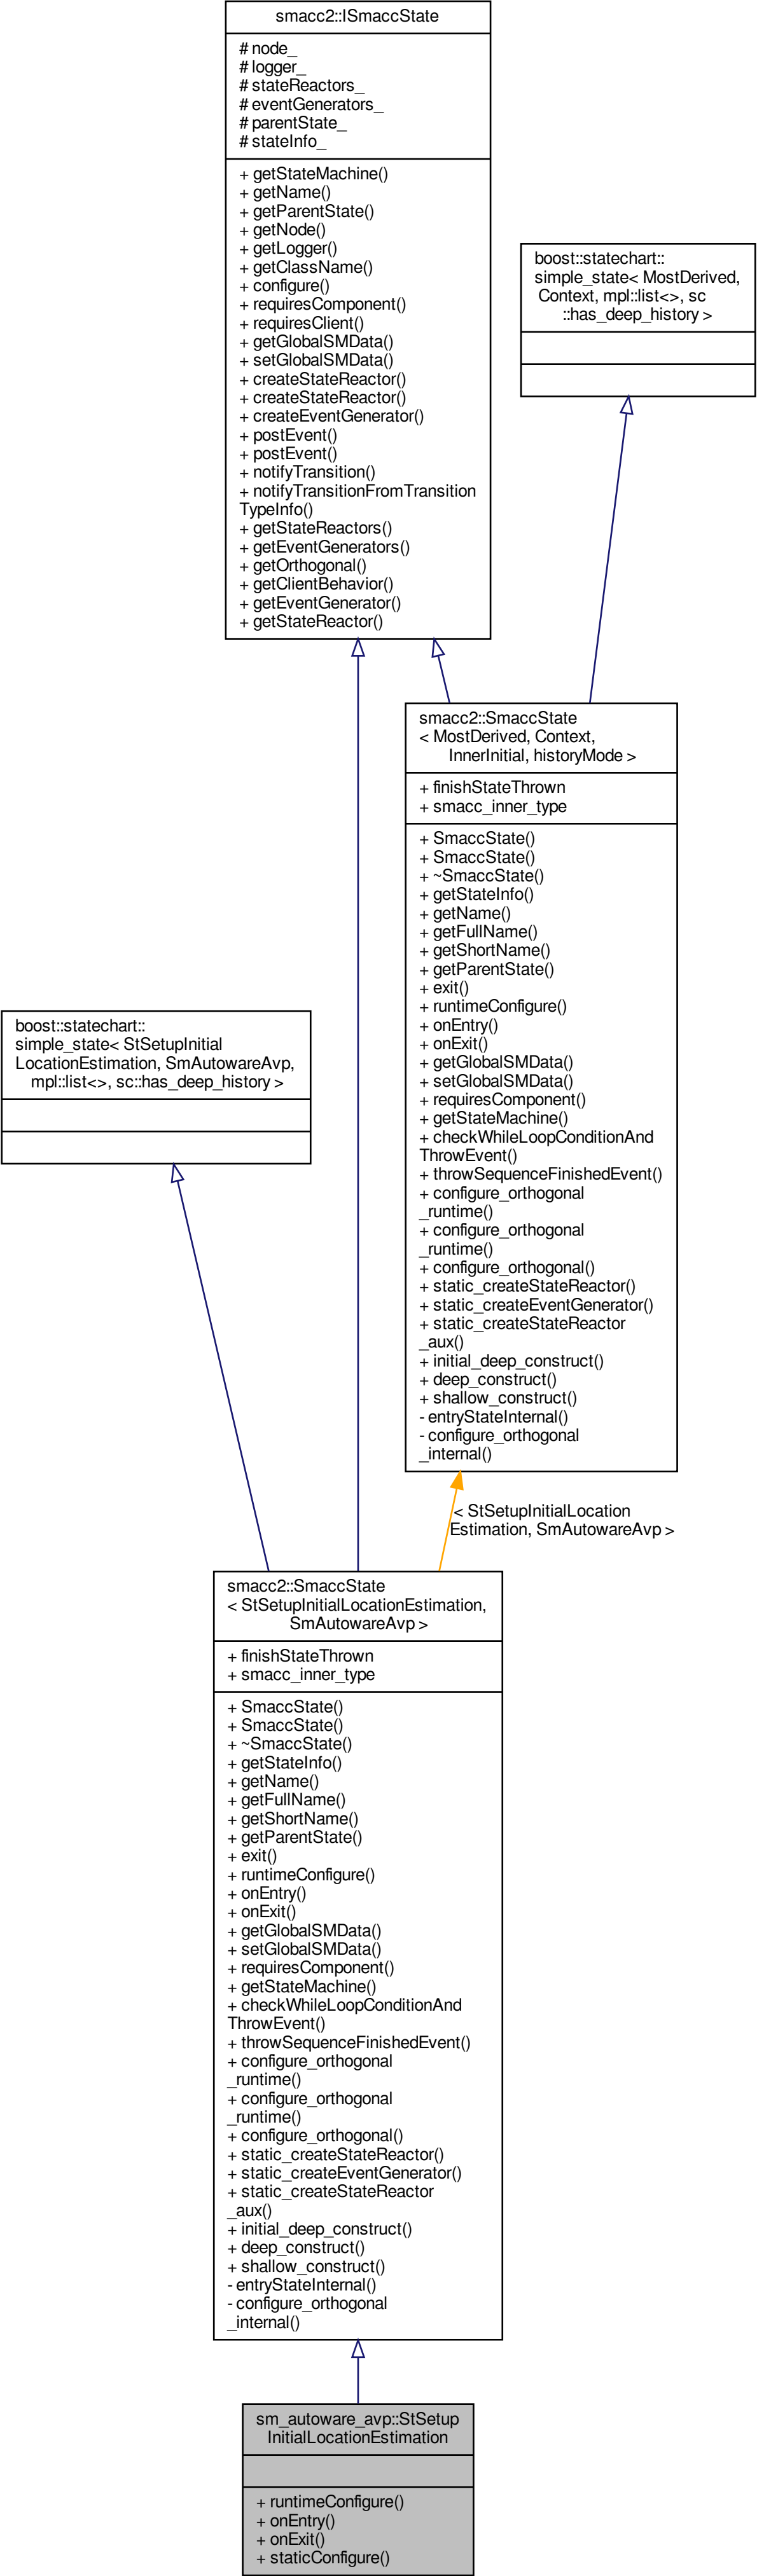 smacc2::ISmaccState
# node_
# logger_
# stateReactors_
# eventGenerators_
# parentState_
# stateInfo_
+ getStateMachine()
+ getName()
+ getParentState()
+ getNode()
+ getLogger()
+ getClassName()
+ configure()
+ requiresComponent()
+ requiresClient()
+ getGlobalSMData()
+ setGlobalSMData()
+ createStateReactor()
+ createStateReactor()
+ createEventGenerator()
+ postEvent()
+ postEvent()
+ notifyTransition()
+ notifyTransitionFromTransition
TypeInfo()
+ getStateReactors()
+ getEventGenerators()
+ getOrthogonal()
+ getClientBehavior()
+ getEventGenerator()
+ getStateReactor()
boost::statechart::
simple_state< MostDerived,
Context, mpl::list<>, sc
::has_deep_history >
smacc2::SmaccState
< MostDerived, Context,
InnerInitial, historyMode >
+ finishStateThrown
+ smacc_inner_type
+ SmaccState()
+ SmaccState()
+ ~SmaccState()
+ getStateInfo()
+ getName()
+ getFullName()
+ getShortName()
+ getParentState()
+ exit()
+ runtimeConfigure()
+ onEntry()
+ onExit()
+ getGlobalSMData()
+ setGlobalSMData()
+ requiresComponent()
+ getStateMachine()
+ checkWhileLoopConditionAnd
ThrowEvent()
+ throwSequenceFinishedEvent()
+ configure_orthogonal
_runtime()
+ configure_orthogonal
_runtime()
+ configure_orthogonal()
+ static_createStateReactor()
+ static_createEventGenerator()
+ static_createStateReactor
_aux()
+ initial_deep_construct()
+ deep_construct()
+ shallow_construct()
- entryStateInternal()
- configure_orthogonal
_internal()
boost::statechart::
simple_state< StSetupInitial
LocationEstimation, SmAutowareAvp,
mpl::list<>, sc::has_deep_history >
< StSetupInitialLocation
Estimation, SmAutowareAvp >
smacc2::SmaccState
< StSetupInitialLocationEstimation,
SmAutowareAvp >
+ finishStateThrown
+ smacc_inner_type
+ SmaccState()
+ SmaccState()
+ ~SmaccState()
+ getStateInfo()
+ getName()
+ getFullName()
+ getShortName()
+ getParentState()
+ exit()
+ runtimeConfigure()
+ onEntry()
+ onExit()
+ getGlobalSMData()
+ setGlobalSMData()
+ requiresComponent()
+ getStateMachine()
+ checkWhileLoopConditionAnd
ThrowEvent()
+ throwSequenceFinishedEvent()
+ configure_orthogonal
_runtime()
+ configure_orthogonal
_runtime()
+ configure_orthogonal()
+ static_createStateReactor()
+ static_createEventGenerator()
+ static_createStateReactor
_aux()
+ initial_deep_construct()
+ deep_construct()
+ shallow_construct()
- entryStateInternal()
- configure_orthogonal
_internal()
sm_autoware_avp::StSetup
InitialLocationEstimation
+ runtimeConfigure()
+ onEntry()
+ onExit()
+ staticConfigure()